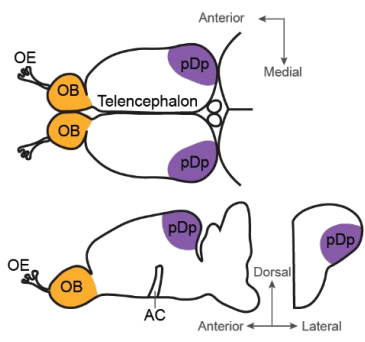 Anterior
Medial
OE
OB
pDp
Telencephalon
OB
pDp
pDp
pDp
OE
OB
AC
Dorsal
Anterior
Lateral